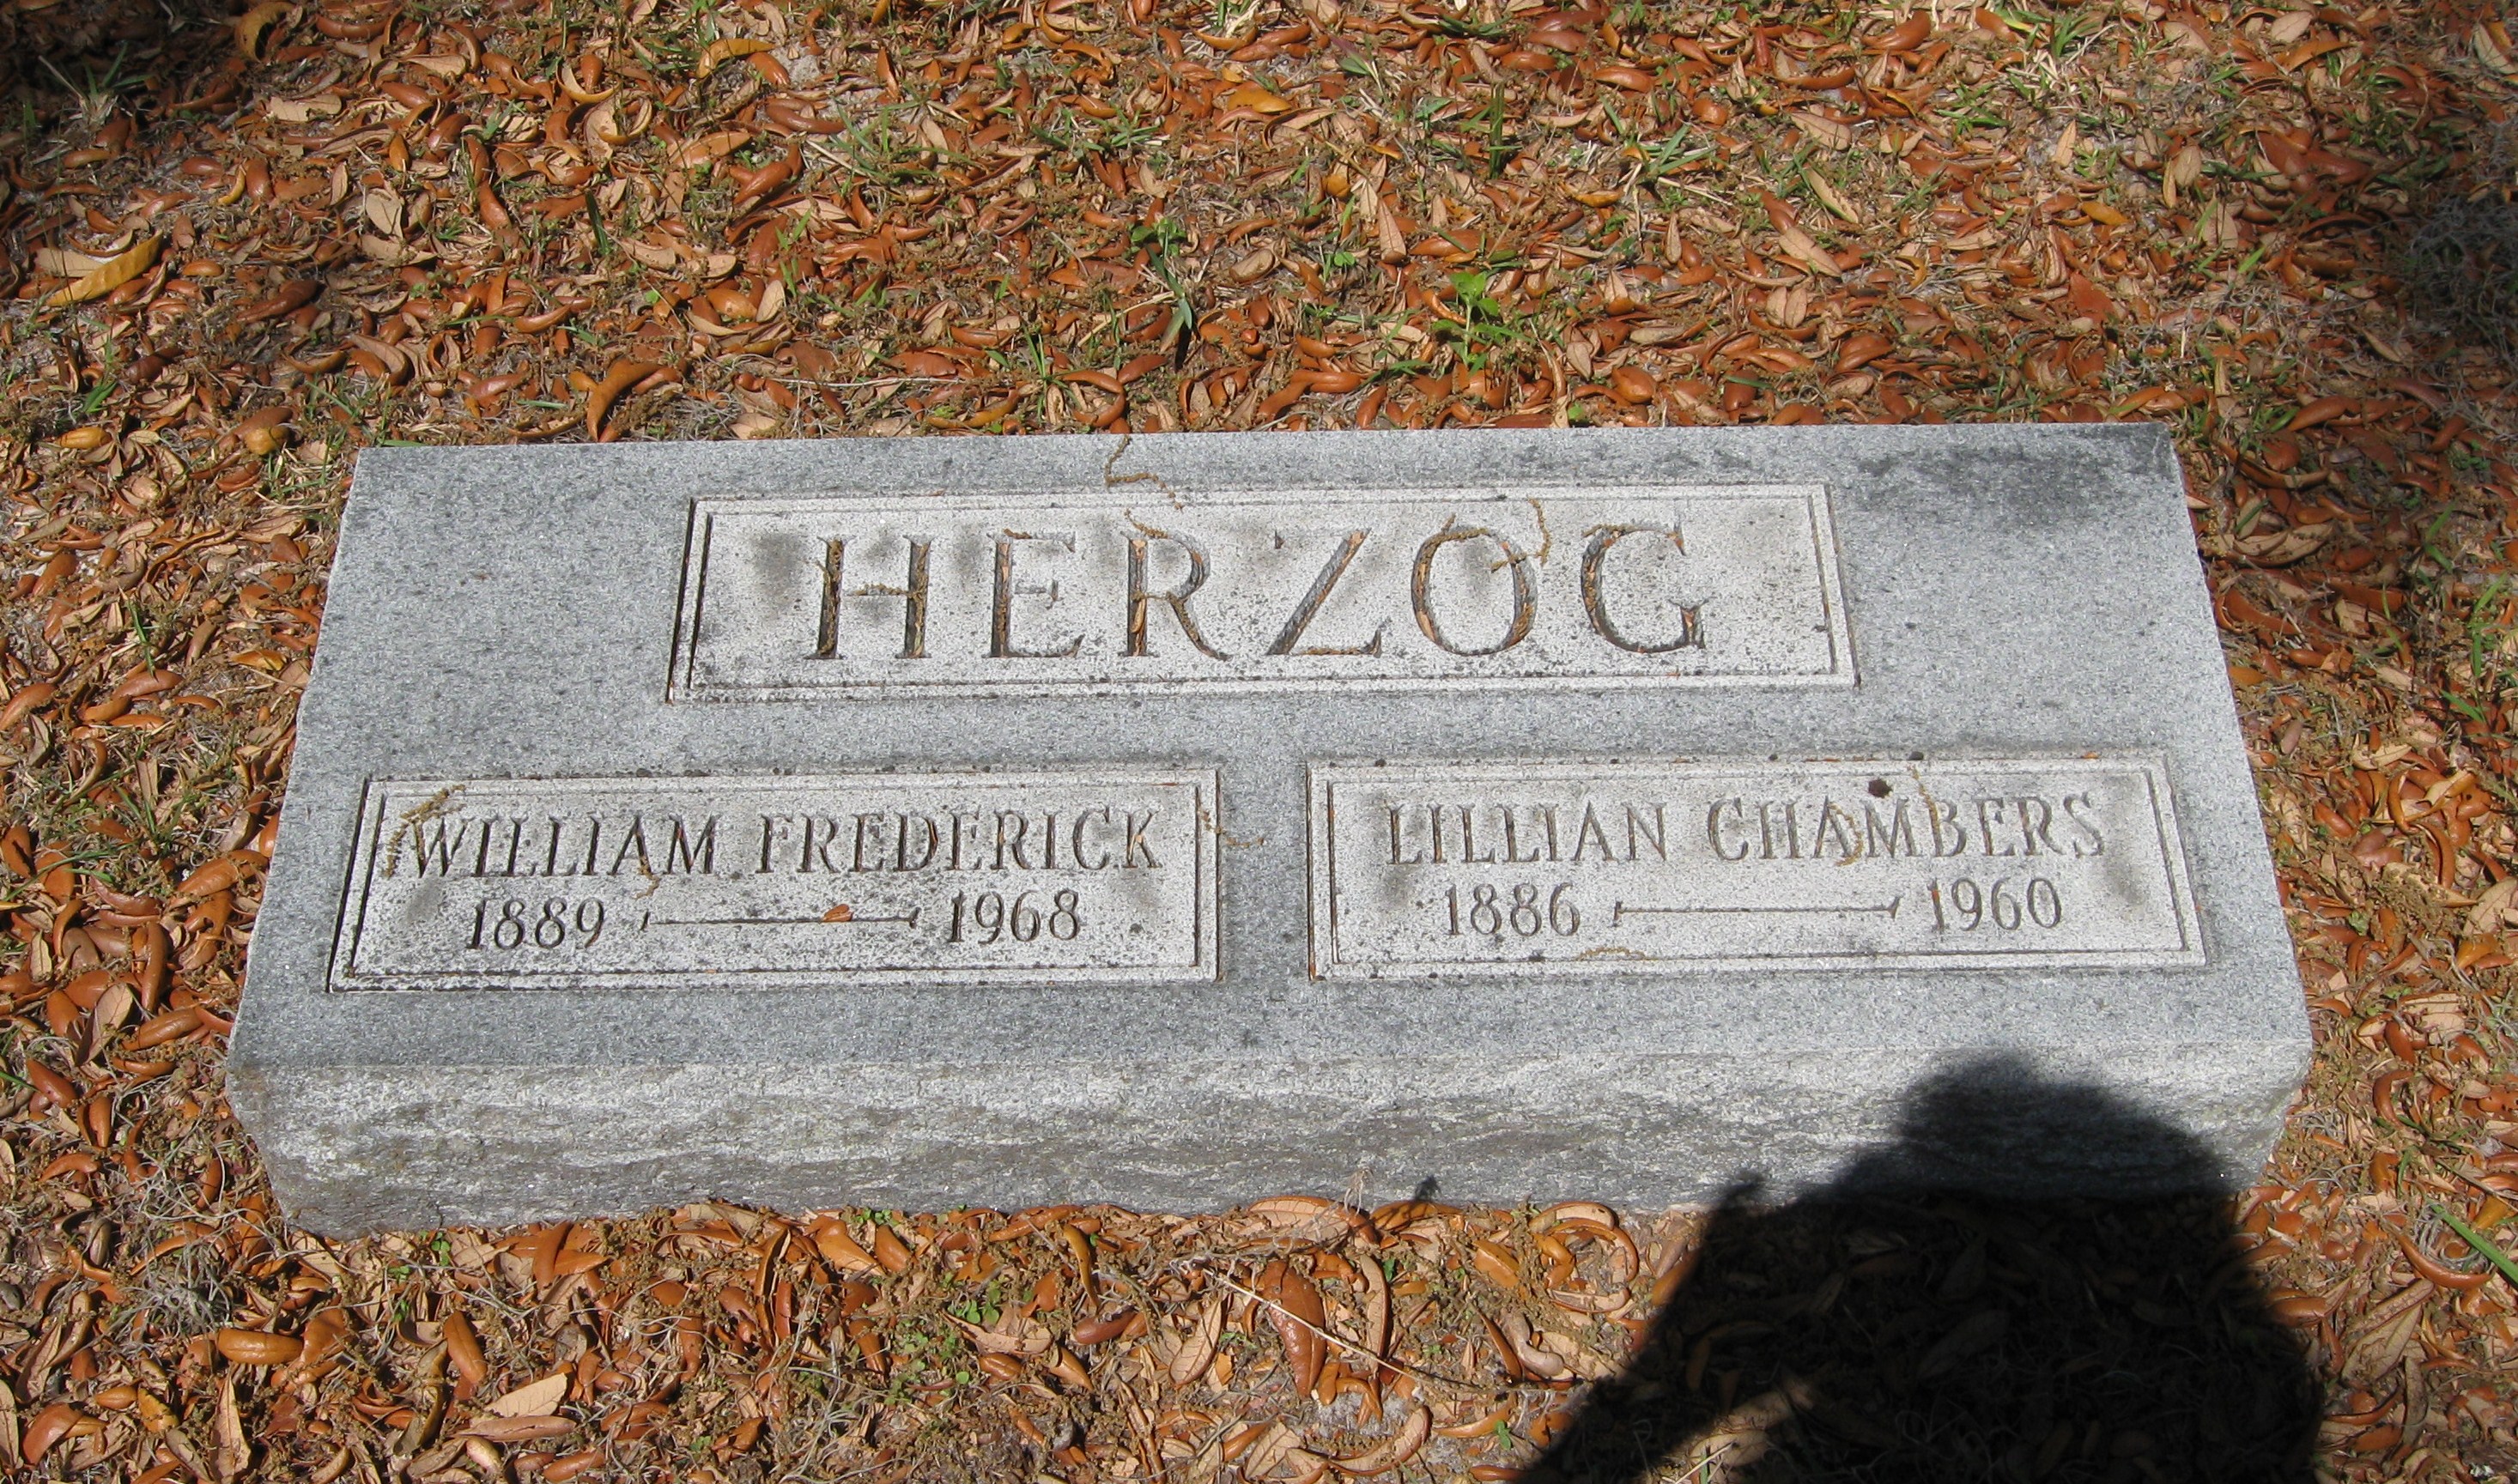 HERZOG
WILLIAM FREDERICK
1889 — 1968
LILLIAN CHAMBERS
1886 — 1960